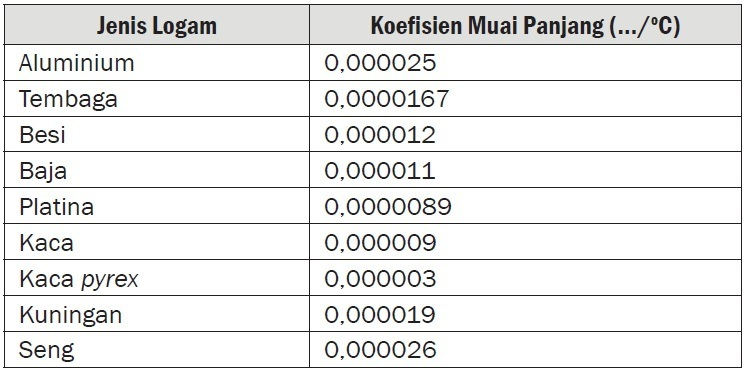 Jenis Logam Koefisien Muai Panjang (.../°C)
Aluminium 0,000025
Tembaga 0,0000167
Besi 0,000012
Baja 0,000011
Platina 0,0000089
Kaca 0,000009
Kaca pyrex 0,000003
Kuningan 0,000019
Seng 0,000026